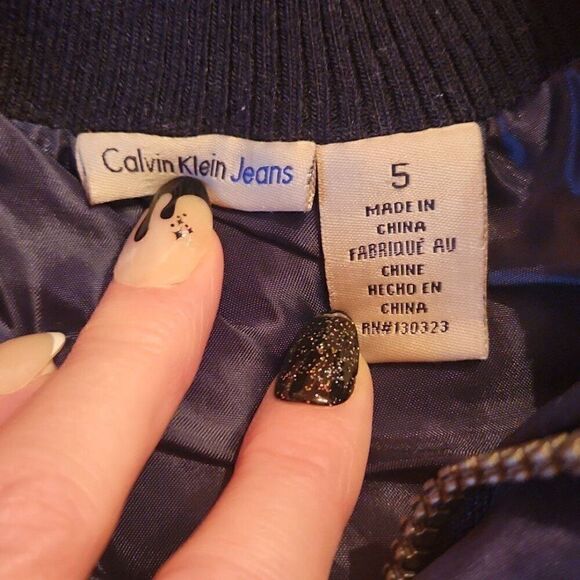 Calvin Klein Jeans
5
MADE IN
CHINA
FABRIQUÉ AU
CHINE
HECHO EN
CHINA
RN#130323